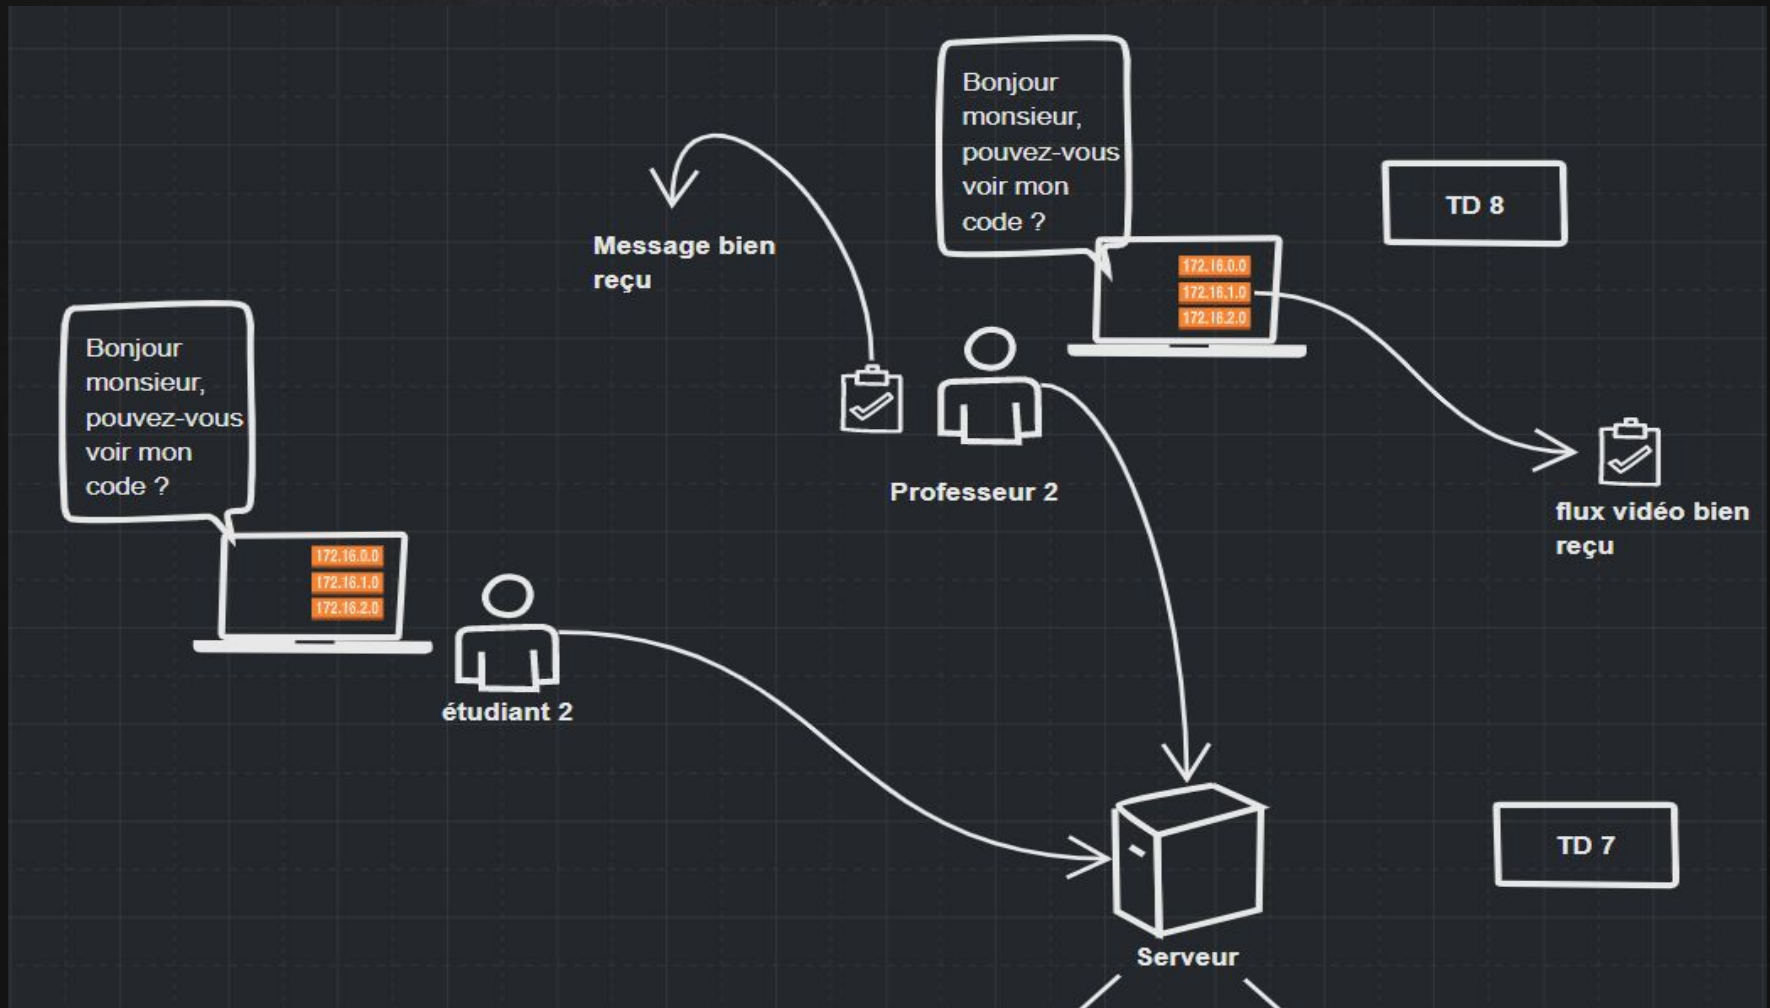 Bonjour
monsieur,
pouvez-vous
voir mon
code ?
TD 8
Message bien
reçu
172.16.0.0
172.16.1.0
172.16.2.0
Bonjour
monsieur,
pouvez-vous
voir mon
code ?
Professeur 2
flux vidéo bien
reçu
172.16.0.0
172.16.1.0
172.16.2.0
étudiant 2
TD 7
Serveur